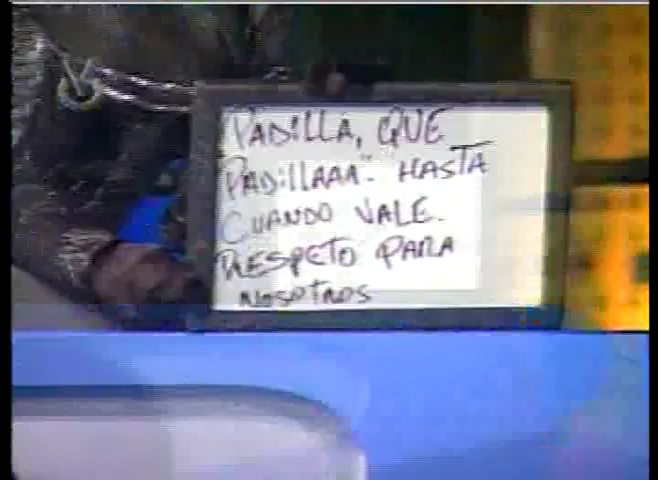 PADILLA, QUE
PADILLAAA". HASTA
CUANDO VALE.
RESPETO PARA
NOSOTROS